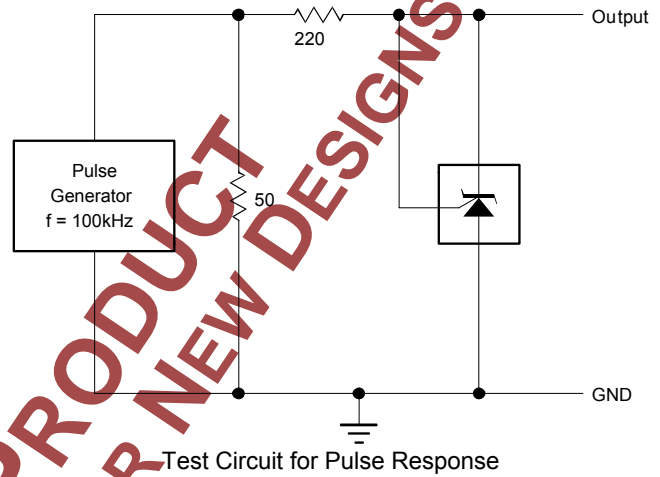 Output
220
Pulse
Generator
f = 100kHz
50
GND
Test Circuit for Pulse Response
PRODUCT
R NEW DESIGNS